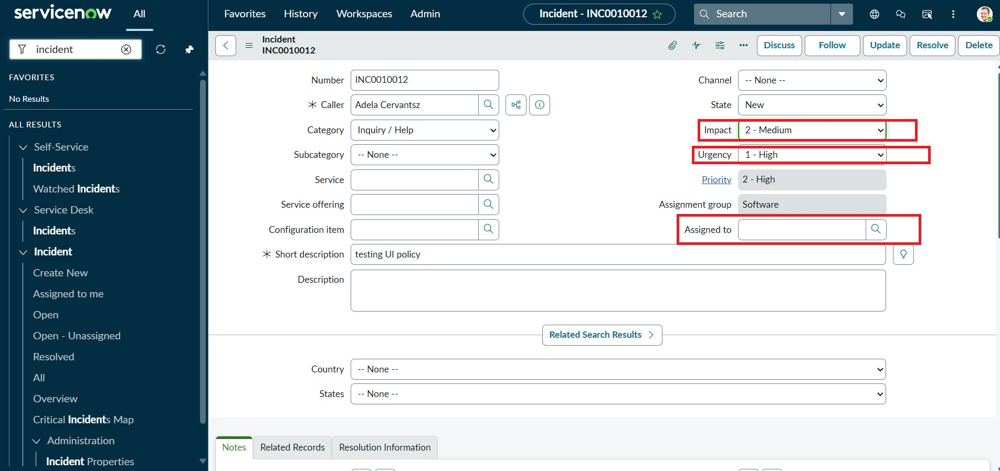 servicenow
All
Favorites
History
Workspaces
Admin
Incident - INC0010012
Search
incident
FAVORITES
No Results
ALL RESULTS
Self-Service
Incidents
Watched Incidents
Service Desk
Incidents
Incident
Create New
Assigned to me
Open
Open - Unassigned
Resolved
All
Overview
Critical Incidents Map
Administration
Incident Properties
Incident
INC0010012
Discuss
Follow
Update
Resolve
Delete
Number INC0010012
Caller Adela Cervantsz
Category Inquiry / Help
Subcategory -- None --
Service
Service offering
Configuration item
Channel -- None --
State New
Impact 2 - Medium
Urgency 1 - High
Priority 2 - High
Assignment group Software
Assigned to
Short description testing UI policy
Description
Related Search Results
Country -- None --
States -- None --
Notes
Related Records
Resolution Information